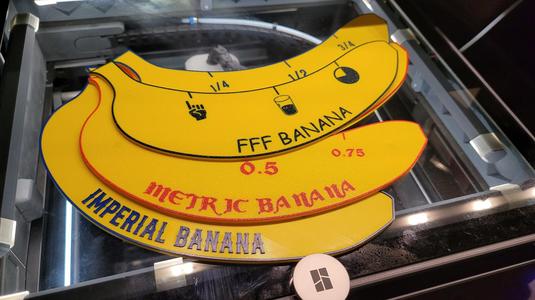 1/4
1/2
3/4
FFF BANANA
0.5
0.75
METRIC BANANA
IMPERIAL BANANA